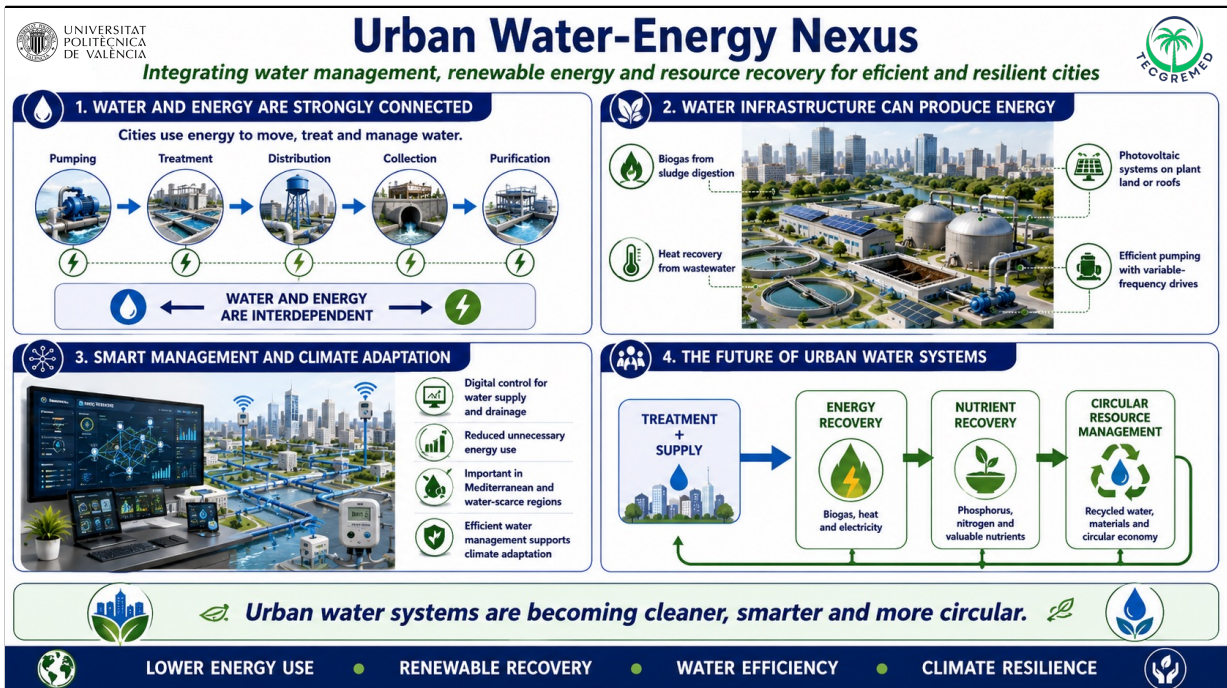 UNIVERSITAT
POLITÈCNICA
DE VALÈNCIA
Urban Water-Energy Nexus
Integrating water management, renewable energy and resource recovery for eficient and resilient cities
TECGREMED
1. WATER AND ENERGY ARE STRONGLY CONNECTED
Cities use energy to move, treat and manage water.
Pumping
Treatment
Distribution
Collection
Purification
WATER AND ENERGY
ARE INTERDEPENDENT
2. WATER INFRASTRUCTURE CAN PRODUCE ENERGY
Biogas from
sludge digestion
Heat recovery
from wastewater
Photovoltaic
systems on plant
land or roofs
Efficient pumping
with variable-
frequency drives
3. SMART MANAGEMENT AND CLIMATE ADAPTATION
Digital control for
water supply
and drainage
Reduced unnecessary
energy use
Important in
Mediterranean and
water-scarce regions
Efficient water
management supports
climate adaptation
4. THE FUTURE OF URBAN WATER SYSTEMS
TREATMENT
+
SUPPLY
ENERGY
RECOVERY
Biogas, heat
and electricity
NUTRIENT
RECOVERY
Phosphorus,
nitrogen and
valuable nutrients
CIRCULAR
RESOURCE
MANAGEMENT
Recycled water,
materials and
circular economy
Urban water systems are becoming cleaner, smarter and more circular.
LOWER ENERGY USE • RENEWABLE RECOVERY • WATER EFFICIENCY • CLIMATE RESILIENCE